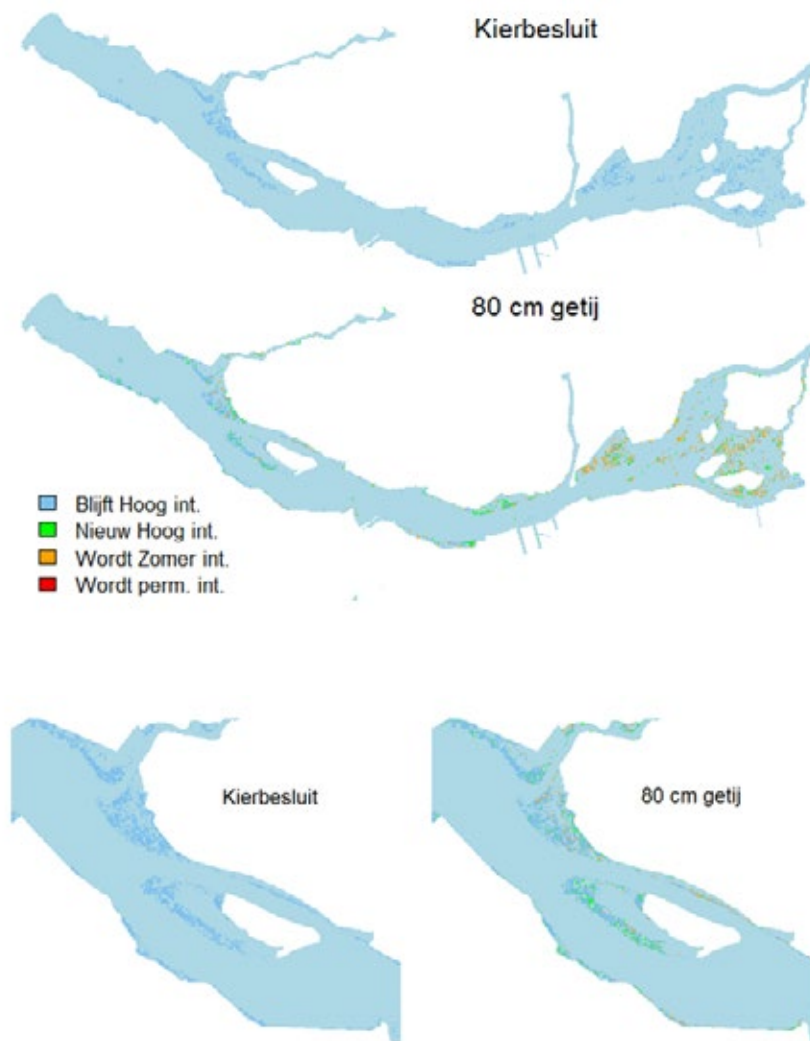 Kierbesluit
80 cm getij
Blijft Hoog int.
Nieuw Hoog int.
Wordt Zomer int.
Wordt perm. int.
Kierbesluit
80 cm getij